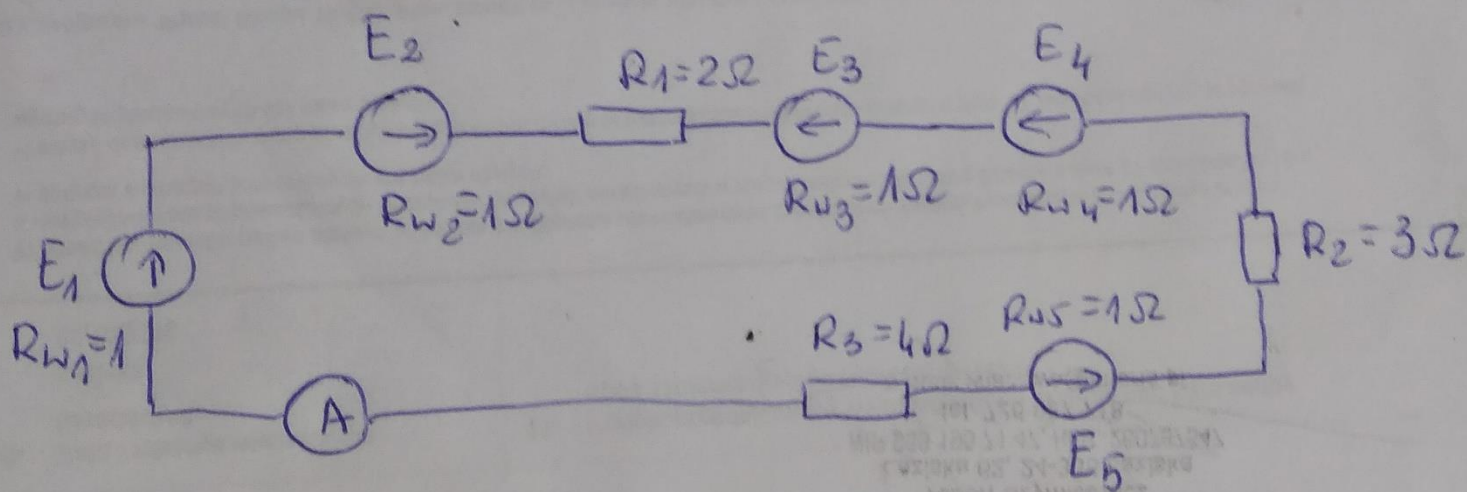 E2
R1=2Ω
E3
E4
Rw2=1Ω
Rw3=1Ω
Rw4=1Ω
E1
R2=3Ω
Rw1=1
R3=4Ω
Rw5=1Ω
A
E5